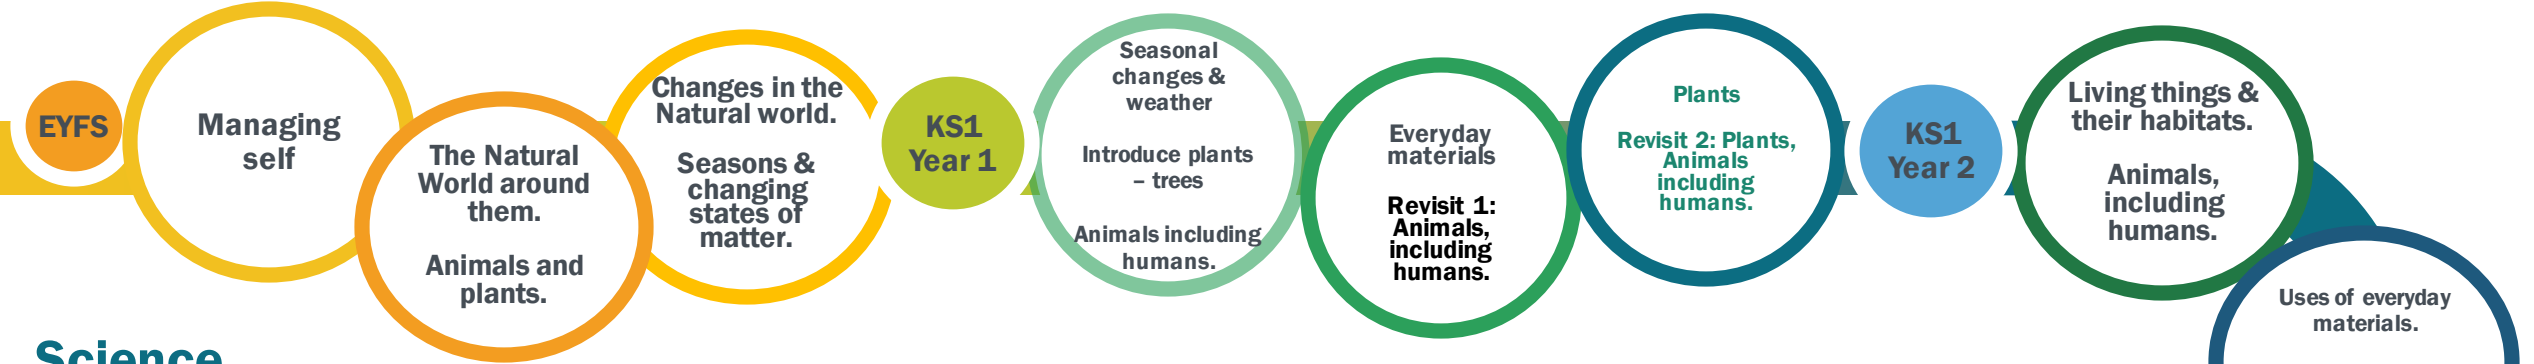 EYFS
Managing
self
The Natural
World around
them.
Animals and
plants.
Changes in the
Natural world.
Seasons &
changing
states of
matter.
KS1
Year 1
Seasonal
changes &
weather
Introduce plants
– trees
Animals including
humans.
Everyday
materials
Revisit 1:
Animals,
including
humans.
Plants
Revisit 2: Plants,
Animals
including
humans.
KS1
Year 2
Living things &
their habitats.
Animals,
including
humans.
Uses of everyday
materials.
Science